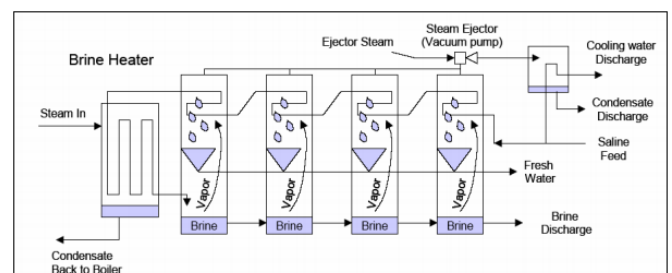 Steam Ejector
(Vacuum pump)
Ejector Steam
Cooling water
Discharge
Brine Heater
Steam In
Condensate
Discharge
Saline
Feed
Fresh
Water
Vapor
Vapor
Vapor
Vapor
Brine
Brine
Brine
Brine
Brine
Discharge
Condensate
Back to Boiler